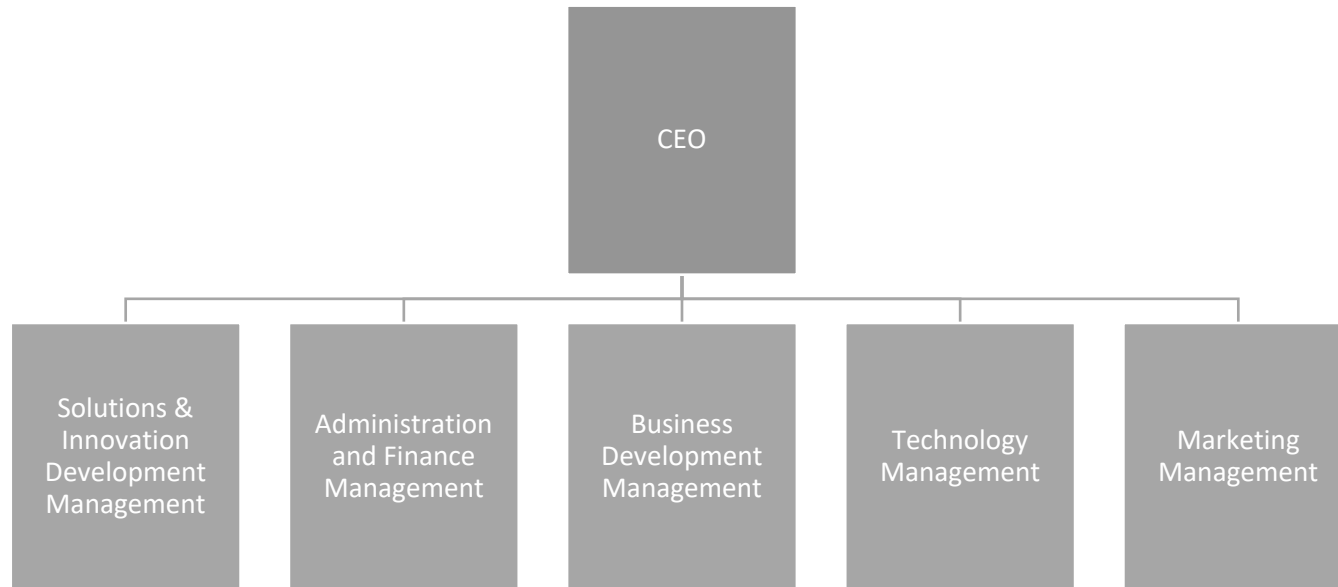 CEO
Solutions &
Innovation
Development
Management
Administration
and Finance
Management
Business
Development
Management
Technology
Management
Marketing
Management